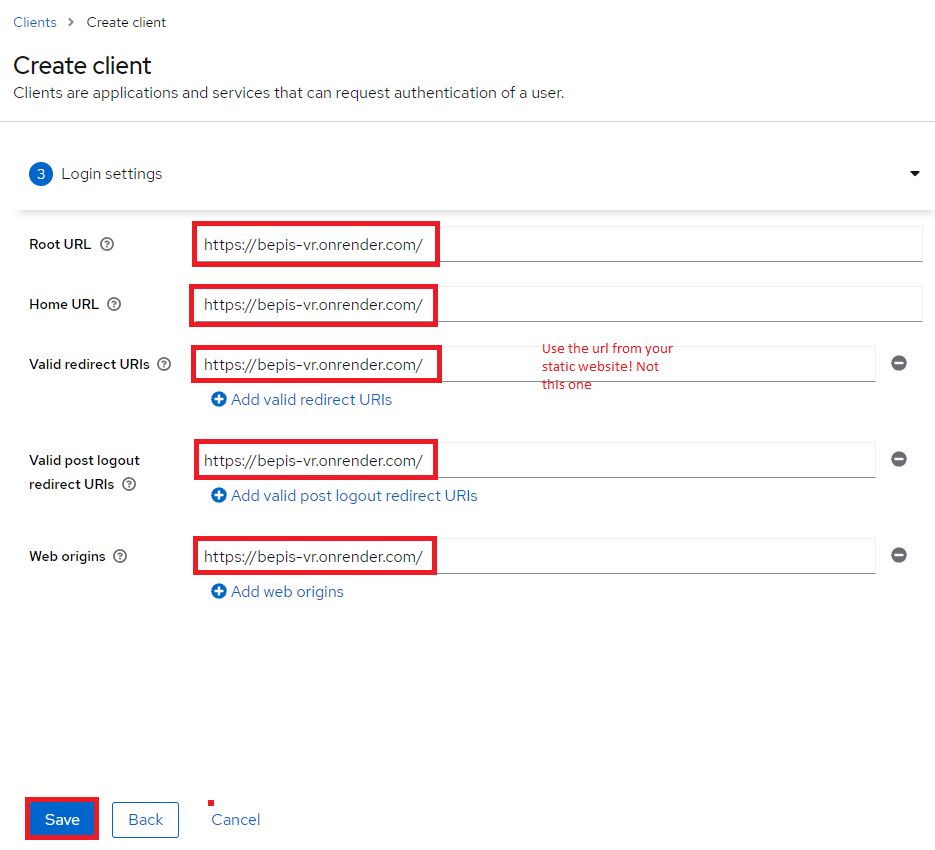 Clients > Create client
Create client
Clients are applications and services that can request authentication of a user.
3 Login settings
Root URL https://bepis-vr.onrender.com/
Home URL https://bepis-vr.onrender.com/
Valid redirect URIs https://bepis-vr.onrender.com/
Use the url from your
static website! Not
this one
Add valid redirect URIs
Valid post logout
redirect URIs
https://bepis-vr.onrender.com/
Add valid post logout redirect URIs
Web origins https://bepis-vr.onrender.com/
Add web origins
Save Back Cancel